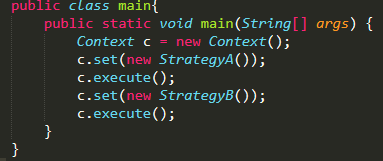 public class main{
    public static void main(String[] args) {
        Context c = new Context();
        c.set(new StrategyA());
        c.execute();
        c.set(new StrategyB());
        c.execute();
    }
}